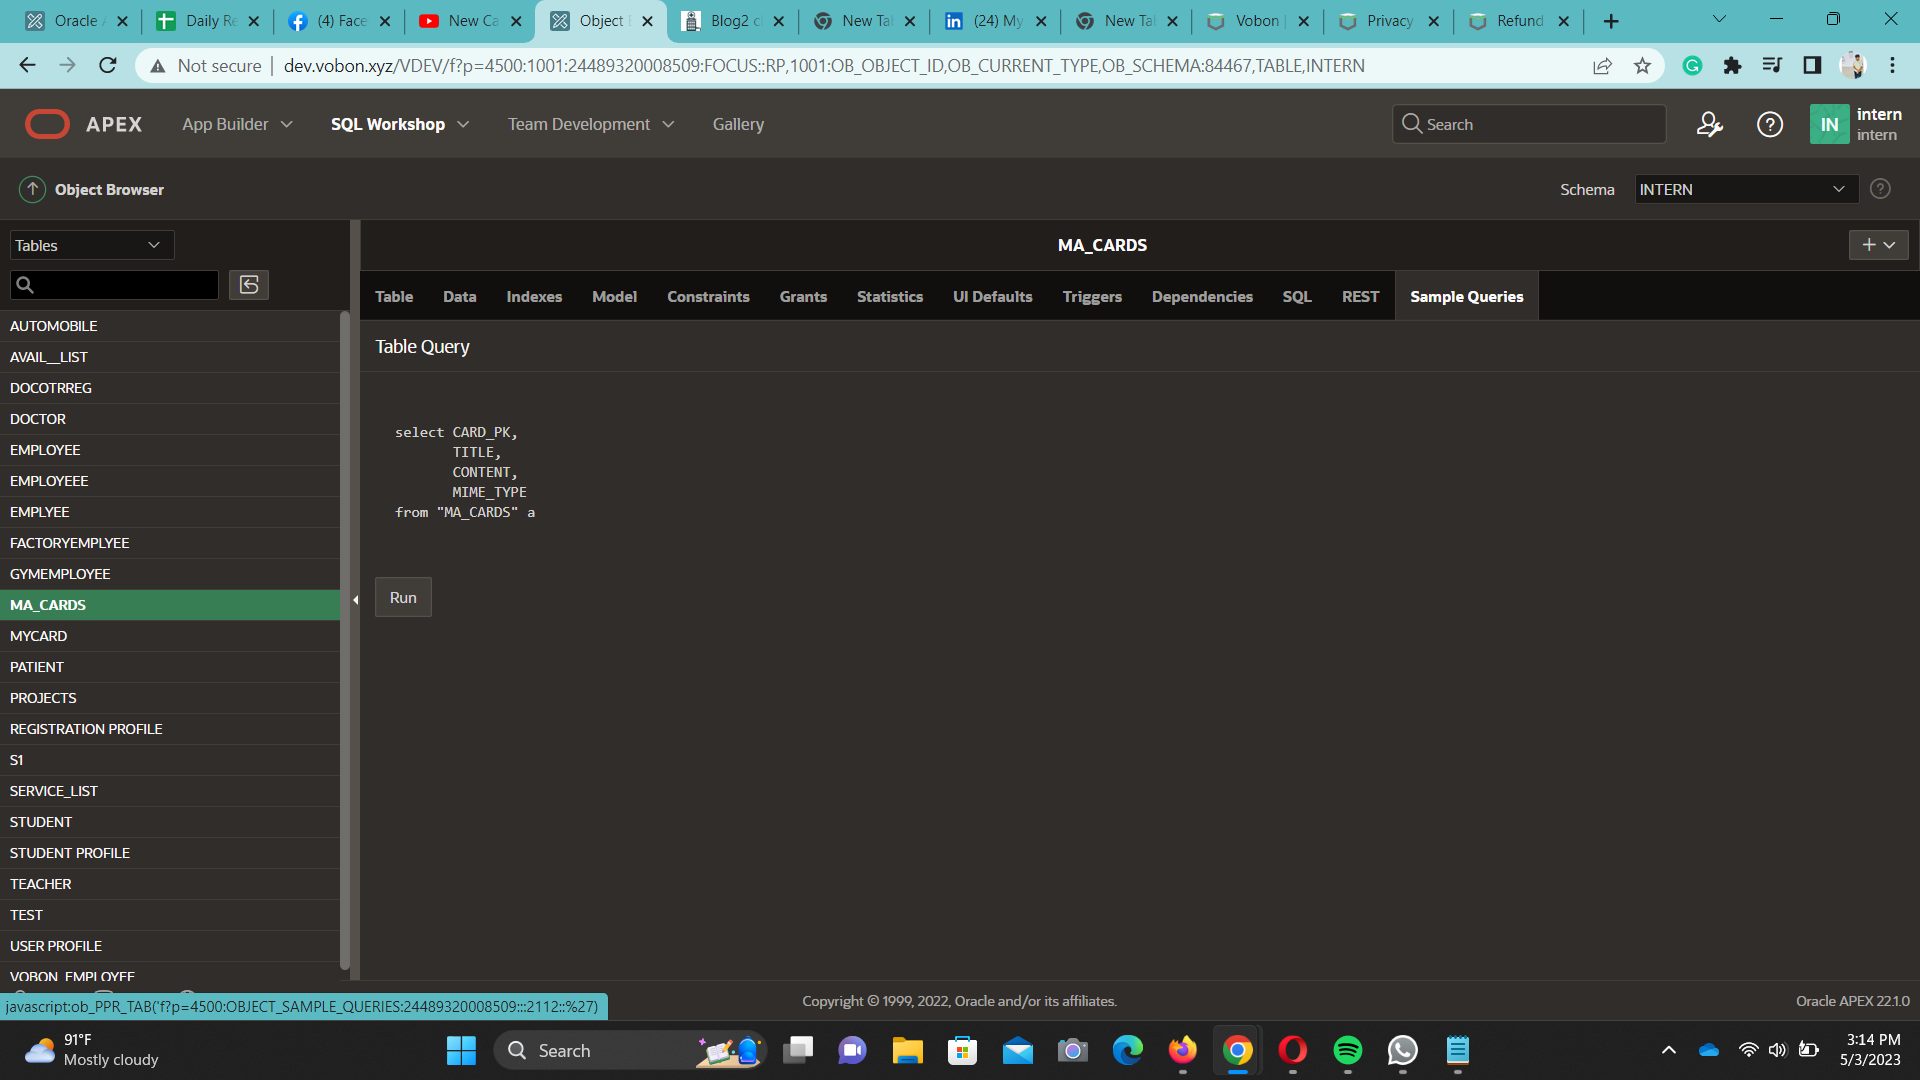 Oracle
Daily Re
(4) Face
New Ca
Object
Blog2 c
New Tal
(24) My
New Tal
Vobon |
Privacy
Refund
Not secure
dev.vobon.xyz/VDEV/f?p=4500:1001:24489320008509:FOCUS::RP,1001:OB_OBJECT_ID,OB_CURRENT_TYPE,OB_SCHEMA:84467,TABLE,INTERN
APEX
App Builder
SQL Workshop
Team Development
Gallery
Search
IN
intern
intern
Object Browser
Schema
INTERN
Tables
MA_CARDS
Table
Data
Indexes
Model
Constraints
Grants
Statistics
UI Defaults
Triggers
Dependencies
SQL
REST
Sample Queries
AUTOMOBILE
AVAIL__LIST
DOCOTRREG
DOCTOR
EMPLOYEE
EMPLOYEEE
EMPLYEE
FACTORYEMPLYEE
GYMEMPLOYEE
MA_CARDS
MYCARD
PATIENT
PROJECTS
REGISTRATION PROFILE
S1
SERVICE_LIST
STUDENT
STUDENT PROFILE
TEACHER
TEST
USER PROFILE
VOBON_EMPLOYEE
Table Query
select CARD_PK,
TITLE,
CONTENT,
MIME_TYPE
from "MA_CARDS" a
Run
javascript:ob_PPR_TAB('f?p=4500:OBJECT_SAMPLE_QUERIES:24489320008509:::2112::%27)
Copyright © 1999, 2022, Oracle and/or its affiliates.
Oracle APEX 22.1.0
91°F
Mostly cloudy
Search
3:14 PM
5/3/2023